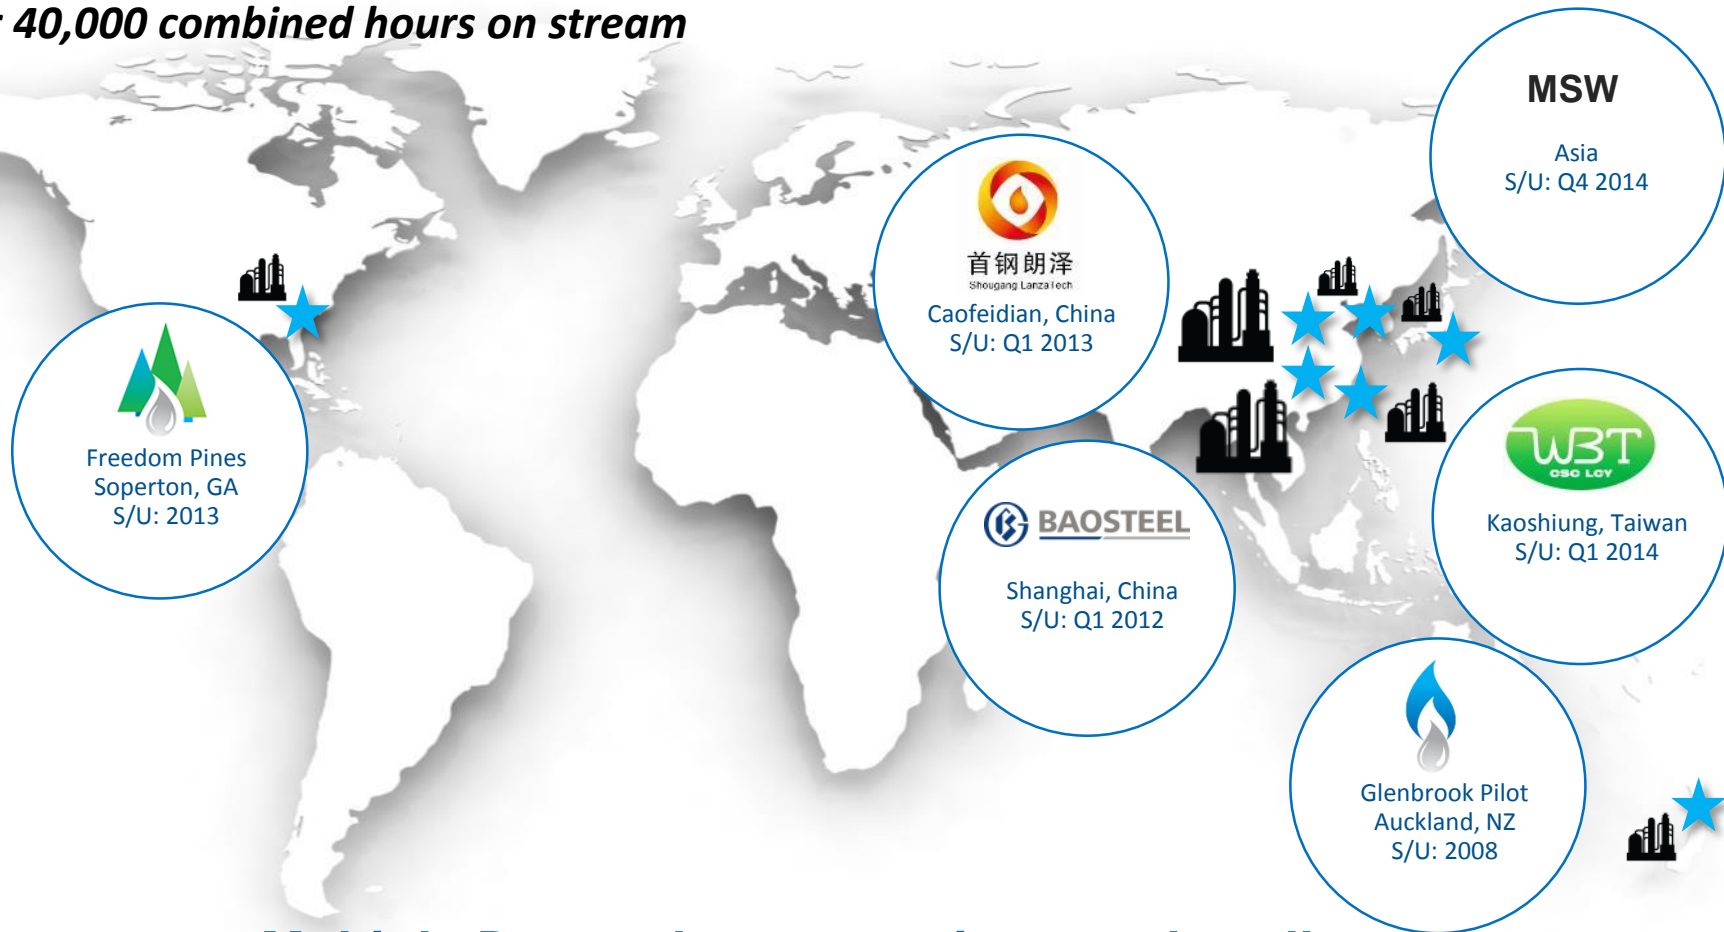 40,000 combined hours on stream
MSW
Asia
S/U: Q4 2014
首钢朗泽
Shougang LanzaTech
Caofeidian, China
S/U: Q1 2013
Freedom Pines
Soperton, GA
S/U: 2013
WBT
CSC LCY
Kaoshiung, Taiwan
S/U: Q1 2014
BAOSTEEL
Shanghai, China
S/U: Q1 2012
Glenbrook Pilot
Auckland, NZ
S/U: 2008